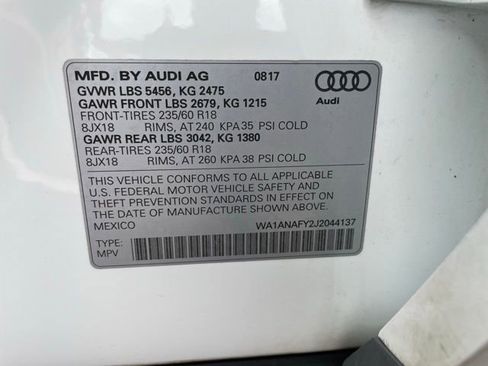 MFD. BY AUDI AG 0817
GVWR LBS 5456, KG 2475
GAWR FRONT LBS 2679, KG 1215
FRONT-TIRES 235/60 R18
8JX18 RIMS, AT 240 KPA 35 PSI COLD
GAWR REAR LBS 3042, KG 1380
REAR-TIRES 235/60 R18
8JX18 RIMS, AT 260 KPA 38 PSI COLD
Audi
THIS VEHICLE CONFORMS TO ALL APPLICABLE
U.S. FEDERAL MOTOR VEHICLE SAFETY AND
THEFT PREVENTION STANDARDS IN EFFECT ON
THE DATE OF MANUFACTURE SHOWN ABOVE.
MEXICO WA1ANAFY2J2044137
TYPE:
MPV